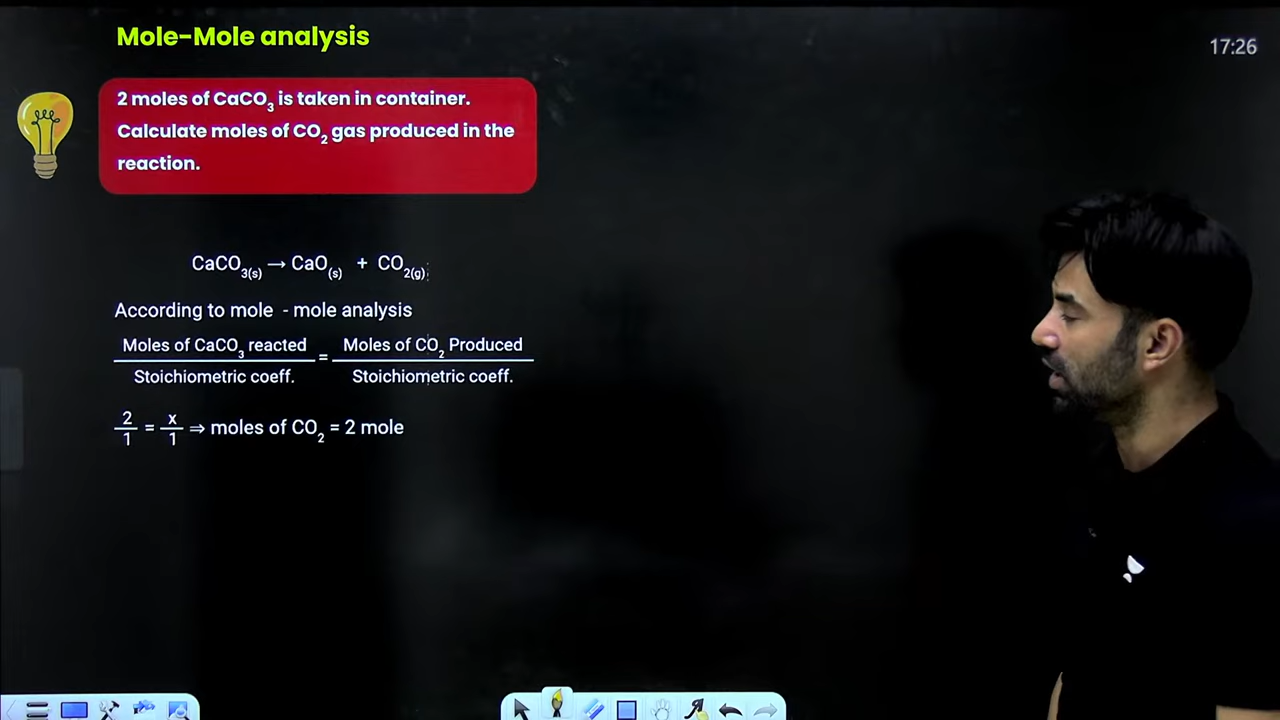 Mole-Mole analysis
17:26
2 moles of CaCO₃ is taken in container.
Calculate moles of CO₂ gas produced in the
reaction.
CaCO₃(s) → CaO(s) + CO₂(g)
According to mole - mole analysis
Moles of CaCO₃ reacted / Stoichiometric coeff. = Moles of CO₂ Produced / Stoichiometric coeff.
2/1 = x/1 ⇒ moles of CO₂ = 2 mole